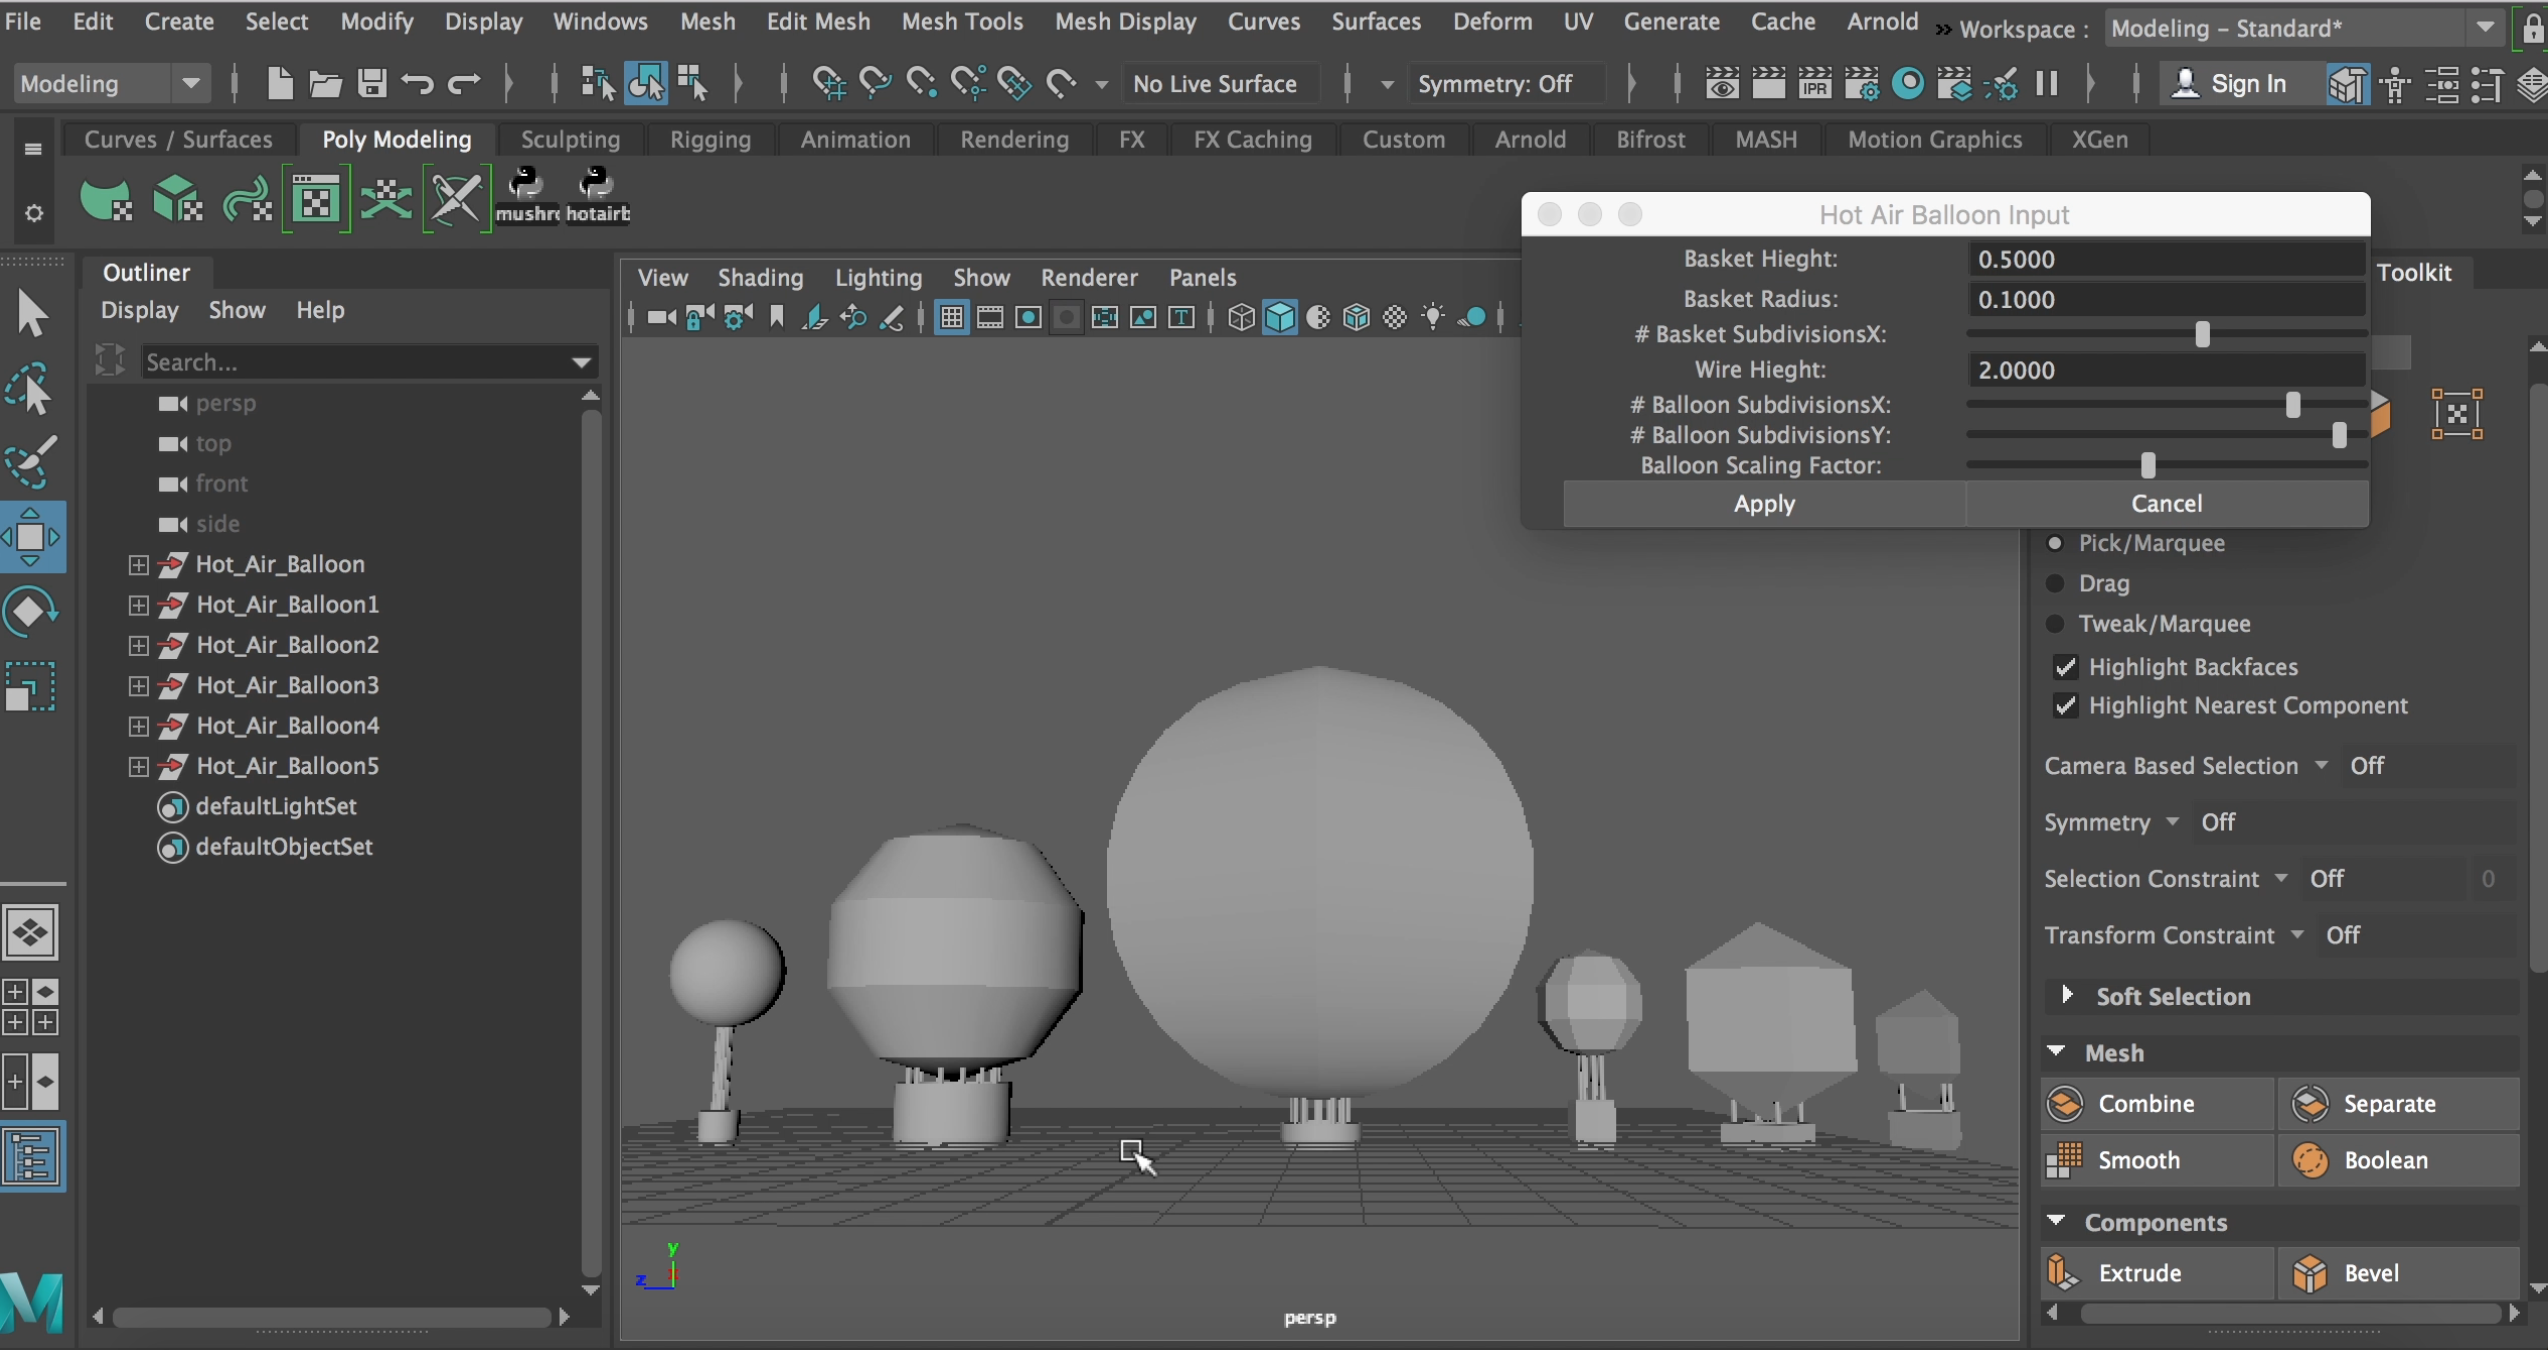 File Edit Create Select Modify Display Windows Mesh Edit Mesh Mesh Tools Mesh Display Curves Surfaces Deform UV Generate Cache Arnold » Workspace : Modeling - Standard*
Modeling No Live Surface Symmetry: Off IPR Sign In
Curves / Surfaces Poly Modeling Sculpting Rigging Animation Rendering FX FX Caching Custom Arnold Bifrost MASH Motion Graphics XGen
mushr hotairb
Hot Air Balloon Input
Basket Hieght: 0.5000
Basket Radius: 0.1000
# Basket SubdivisionsX:
Wire Hieght: 2.0000
# Balloon SubdivisionsX:
# Balloon SubdivisionsY:
Balloon Scaling Factor:
Apply Cancel
Outliner
Display Show Help
Search...
persp
top
front
side
Hot_Air_Balloon
Hot_Air_Balloon1
Hot_Air_Balloon2
Hot_Air_Balloon3
Hot_Air_Balloon4
Hot_Air_Balloon5
defaultLightSet
defaultObjectSet
View Shading Lighting Show Renderer Panels
T
y
z x
persp
Toolkit
Pick/Marquee
Drag
Tweak/Marquee
Highlight Backfaces
Highlight Nearest Component
Camera Based Selection Off
Symmetry Off
Selection Constraint Off 0
Transform Constraint Off
Soft Selection
Mesh
Combine Separate
Smooth Boolean
Components
Extrude Bevel
M